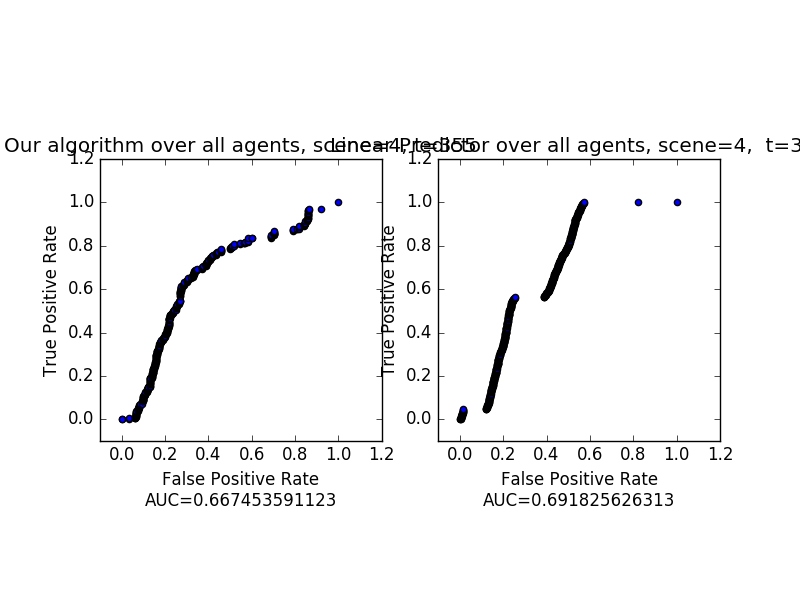 Our algorithm over all agents, scene=4, t=355
Linear Predictor over all agents, scene=4, t=3
1.2
1.0
0.8
0.6
0.4
0.2
0.0
True Positive Rate
0.0 0.2 0.4 0.6 0.8 1.0 1.2
False Positive Rate
AUC=0.667453591123
1.2
1.0
0.8
0.6
0.4
0.2
0.0
True Positive Rate
0.0 0.2 0.4 0.6 0.8 1.0 1.2
False Positive Rate
AUC=0.691825626313